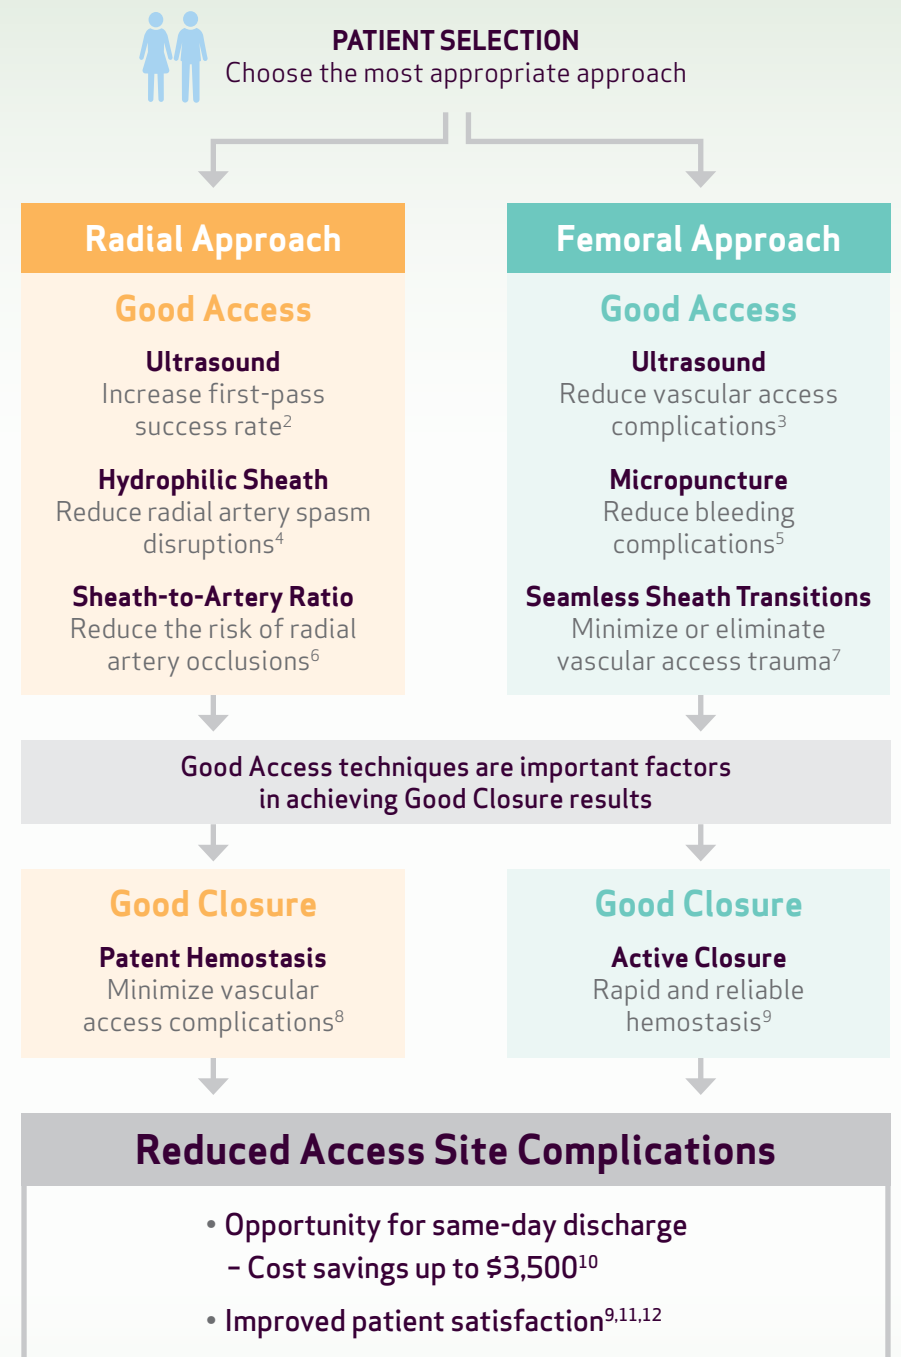 PATIENT SELECTION
Choose the most appropriate approach
Radial Approach
Good Access
Ultrasound
Increase first-pass
success rate²
Hydrophilic Sheath
Reduce radial artery spasm
disruptions⁴
Sheath-to-Artery Ratio
Reduce the risk of radial
artery occlusions⁶
Femoral Approach
Good Access
Ultrasound
Reduce vascular access
complications³
Micropuncture
Reduce bleeding
complications⁵
Seamless Sheath Transitions
Minimize or eliminate
vascular access trauma⁷
Good Access techniques are important factors
in achieving Good Closure results
Good Closure
Patent Hemostasis
Minimize vascular
access complications⁸
Good Closure
Active Closure
Rapid and reliable
hemostasis⁹
Reduced Access Site Complications
• Opportunity for same-day discharge
– Cost savings up to $3,500¹⁰
• Improved patient satisfaction⁹,¹¹,¹²